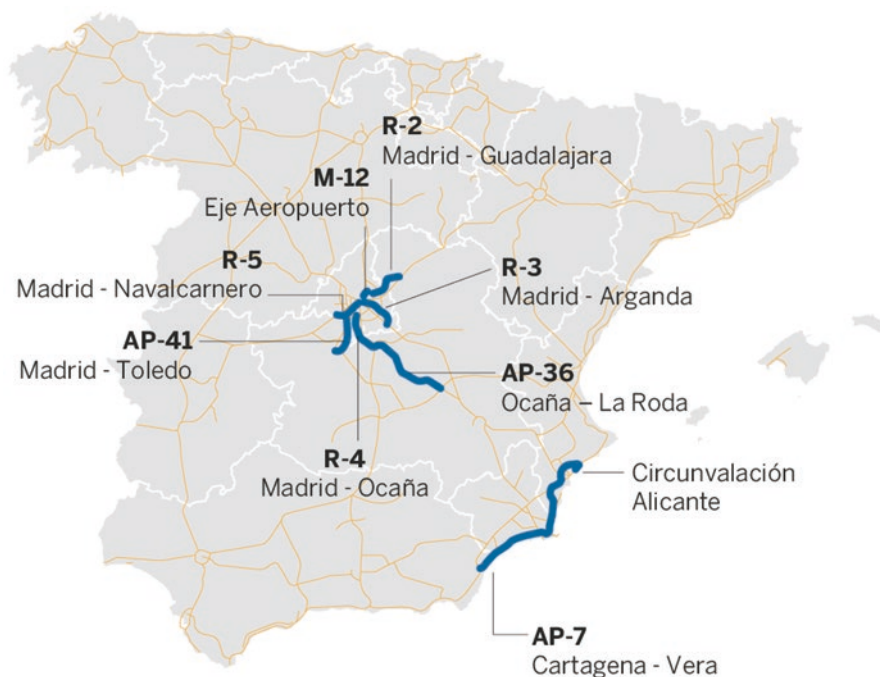 R-2
Madrid - Guadalajara
M-12
Eje Aeropuerto
R-5
Madrid - Navalcarnero
R-3
Madrid - Arganda
AP-41
Madrid - Toledo
AP-36
Ocaña – La Roda
R-4
Madrid - Ocaña
Circunvalación
Alicante
AP-7
Cartagena - Vera